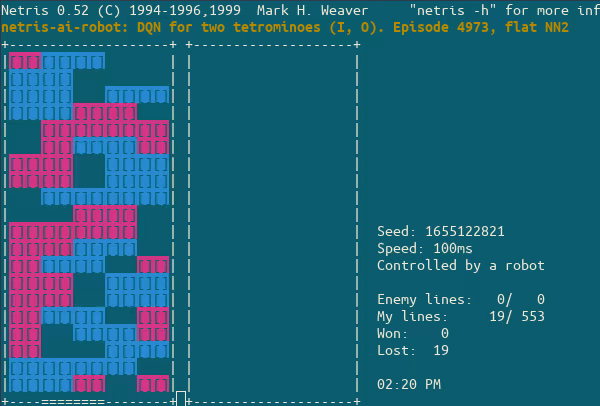 Netris 0.52 (C) 1994-1996,1999  Mark H. Weaver     "netris -h" for more inf
netris-ai-robot: DQN for two tetrominoes (I, O). Episode 4973, flat NN2
Seed: 1655122821
Speed: 100ms
Controlled by a robot
Enemy lines:   0/   0
My lines:     19/ 553
Won:    0
Lost:  19
02:20 PM